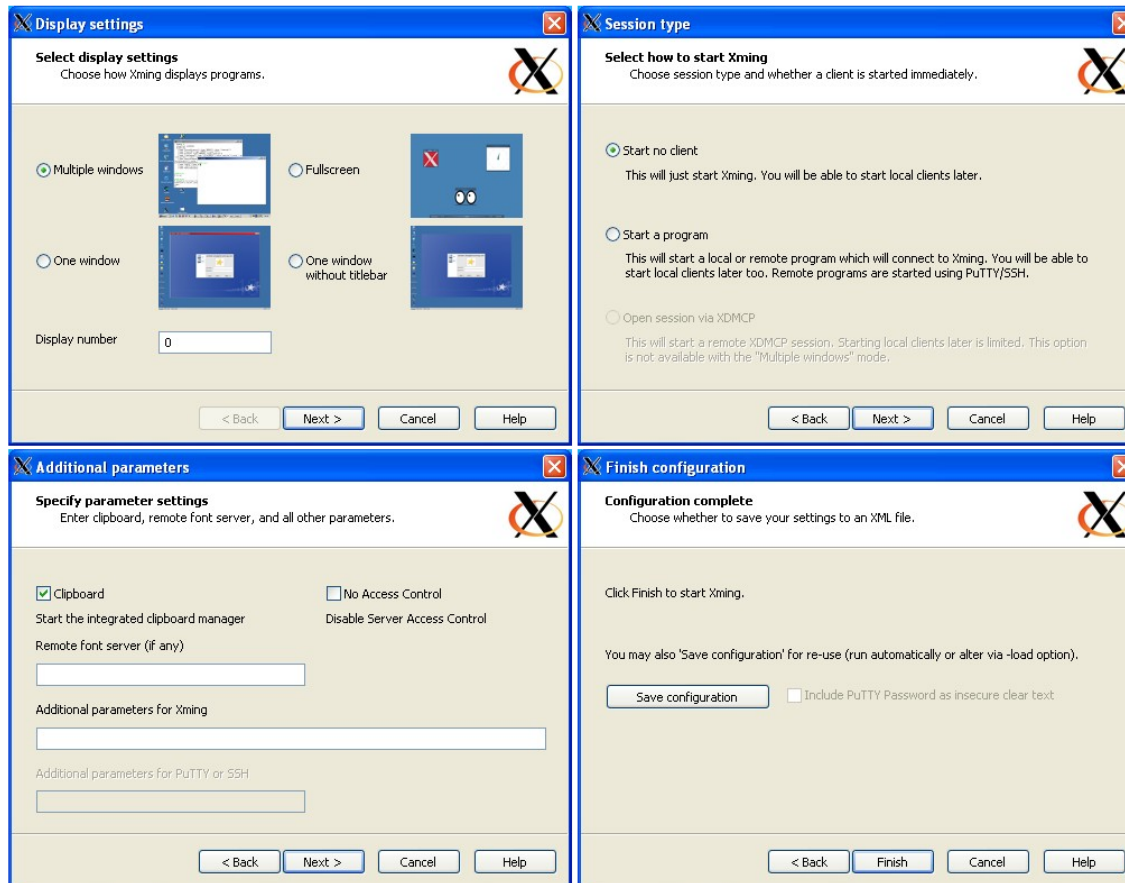 Display settings
Select display settings
Choose how Xming displays programs.
Multiple windows
Fullscreen
One window
One window
without titlebar
Display number
0
< Back
Next >
Cancel
Help
Session type
Select how to start Xming
Choose session type and whether a client is started immediately.
Start no client
This will just start Xming. You will be able to start local clients later.
Start a program
This will start a local or remote program which will connect to Xming. You will be able to
start local clients later too. Remote programs are started using PuTTY/SSH.
Open session via XDMCP
This will start a remote XDMCP session. Starting local clients later is limited. This option
is not available with the "Multiple windows" mode.
< Back
Next >
Cancel
Help
Additional parameters
Specify parameter settings
Enter clipboard, remote font server, and all other parameters.
Clipboard
No Access Control
Start the integrated clipboard manager
Disable Server Access Control
Remote font server (if any)
Additional parameters for Xming
Additional parameters for PuTTY or SSH
< Back
Next >
Cancel
Help
Finish configuration
Configuration complete
Choose whether to save your settings to an XML file.
Click Finish to start Xming.
You may also 'Save configuration' for re-use (run automatically or alter via -load option).
Save configuration
Include PuTTY Password as insecure clear text
< Back
Finish
Cancel
Help